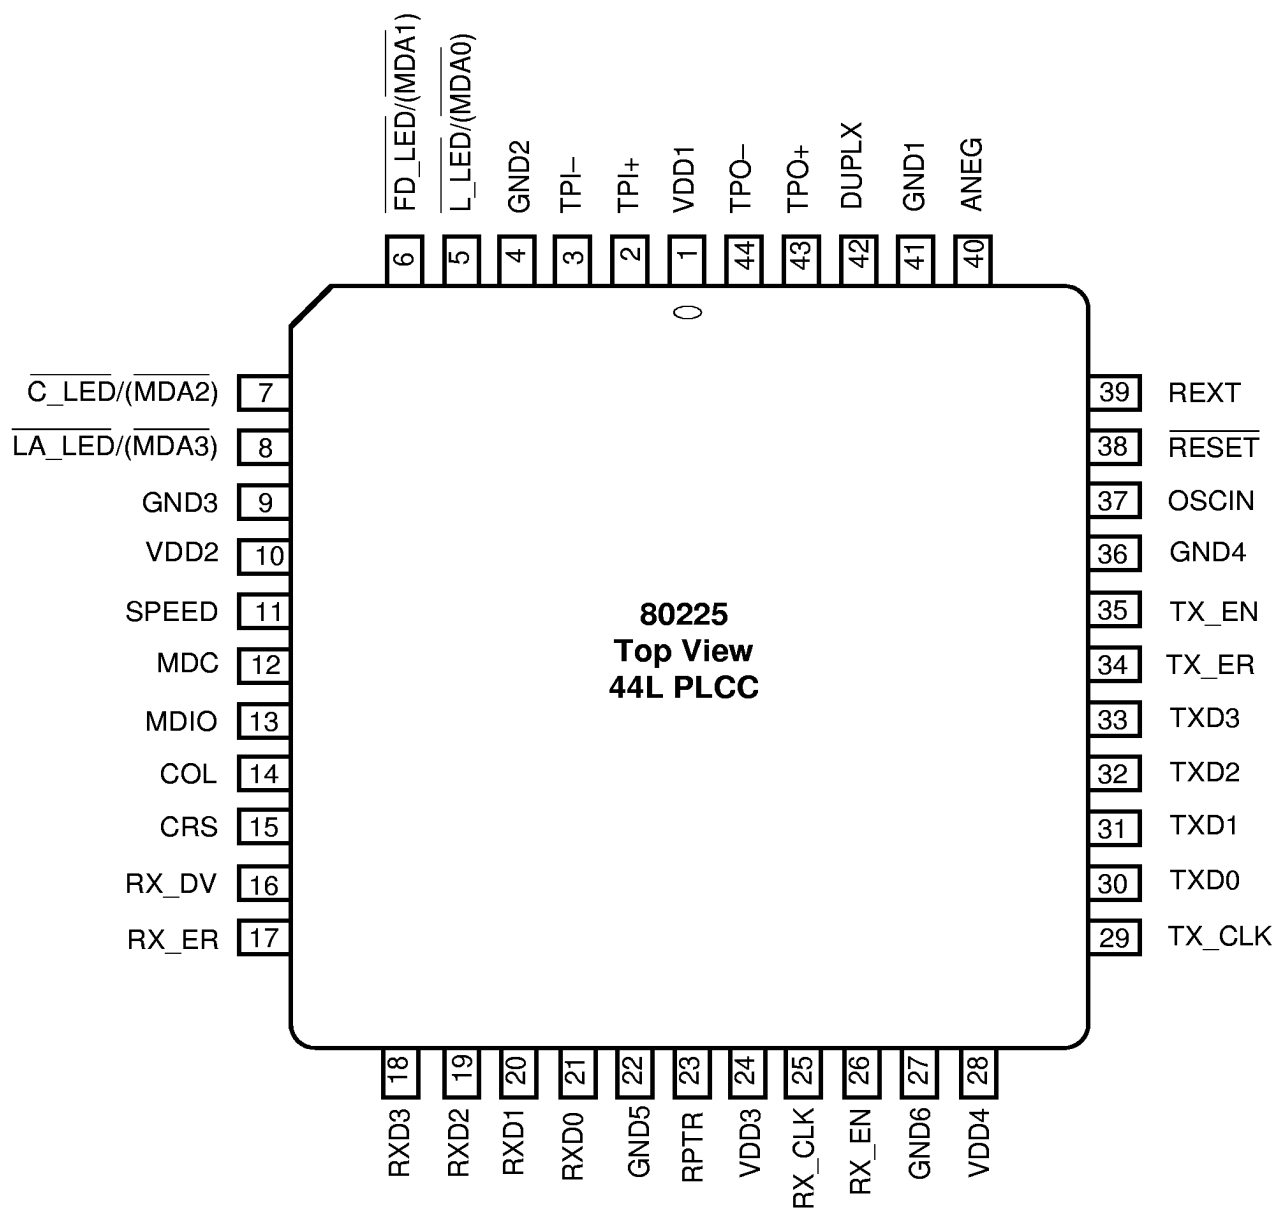 FD_LED/(MDA1)
L_LED/(MDA0)
GND2
TPI–
TPI+
VDD1
TPO–
TPO+
DUPLX
GND1
ANEG
6
5
4
3
2
1
44
43
42
41
40
C_LED/(MDA2) 7
LA_LED/(MDA3) 8
GND3 9
VDD2 10
SPEED 11
MDC 12
MDIO 13
COL 14
CRS 15
RX_DV 16
RX_ER 17
80225
Top View
44L PLCC
39 REXT
38 RESET
37 OSCIN
36 GND4
35 TX_EN
34 TX_ER
33 TXD3
32 TXD2
31 TXD1
30 TXD0
29 TX_CLK
18
19
20
21
22
23
24
25
26
27
28
RXD3
RXD2
RXD1
RXD0
GND5
RPTR
VDD3
RX_CLK
RX_EN
GND6
VDD4